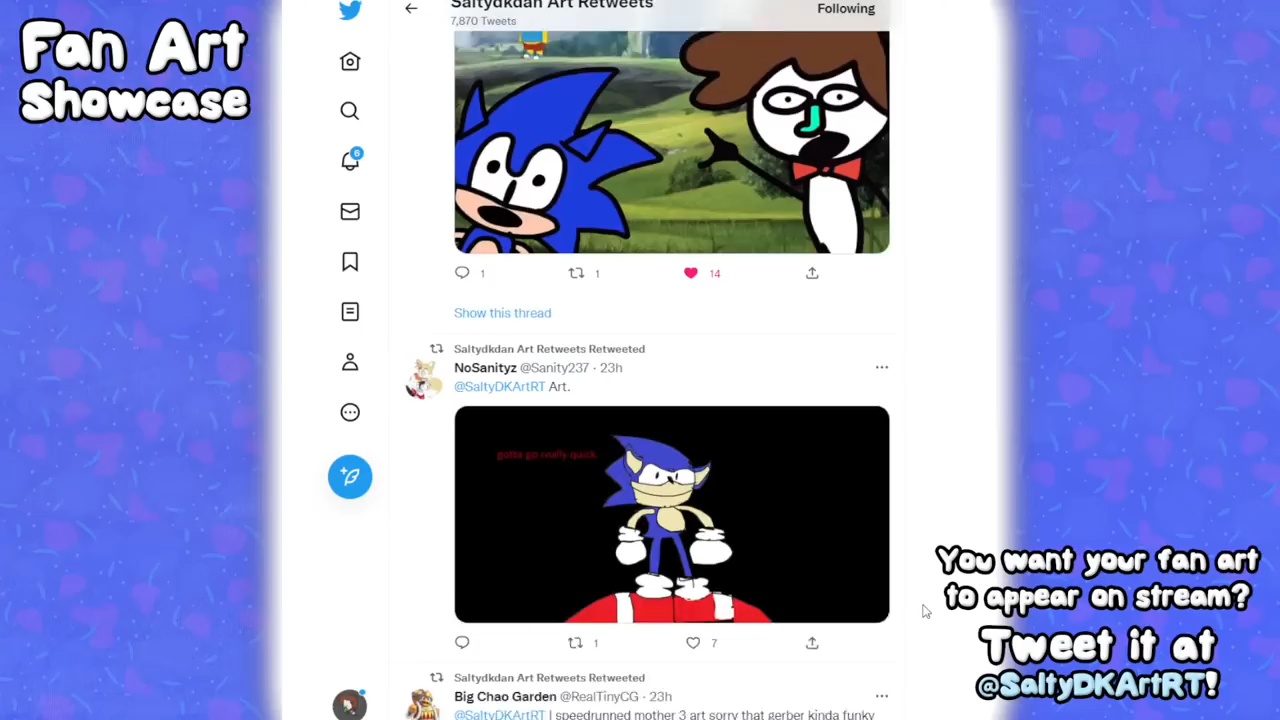 Fan Art
Showcase
Saltydkdan Art Retweets
7,870 Tweets
Following
6
1
1
14
Show this thread
Saltydkdan Art Retweets Retweeted
NoSanityz @Sanity237 · 23h
@SaltyDKArtRT Art.
gotta go really quick.
1
7
Saltydkdan Art Retweets Retweeted
Big Chao Garden @RealTinyCG · 23h
@SaltyDKArtRT I speedrunned mother 3 art sorry that gerber kinda funky
You want your fan art
to appear on stream?
Tweet it at
@SaltyDKArtRT!